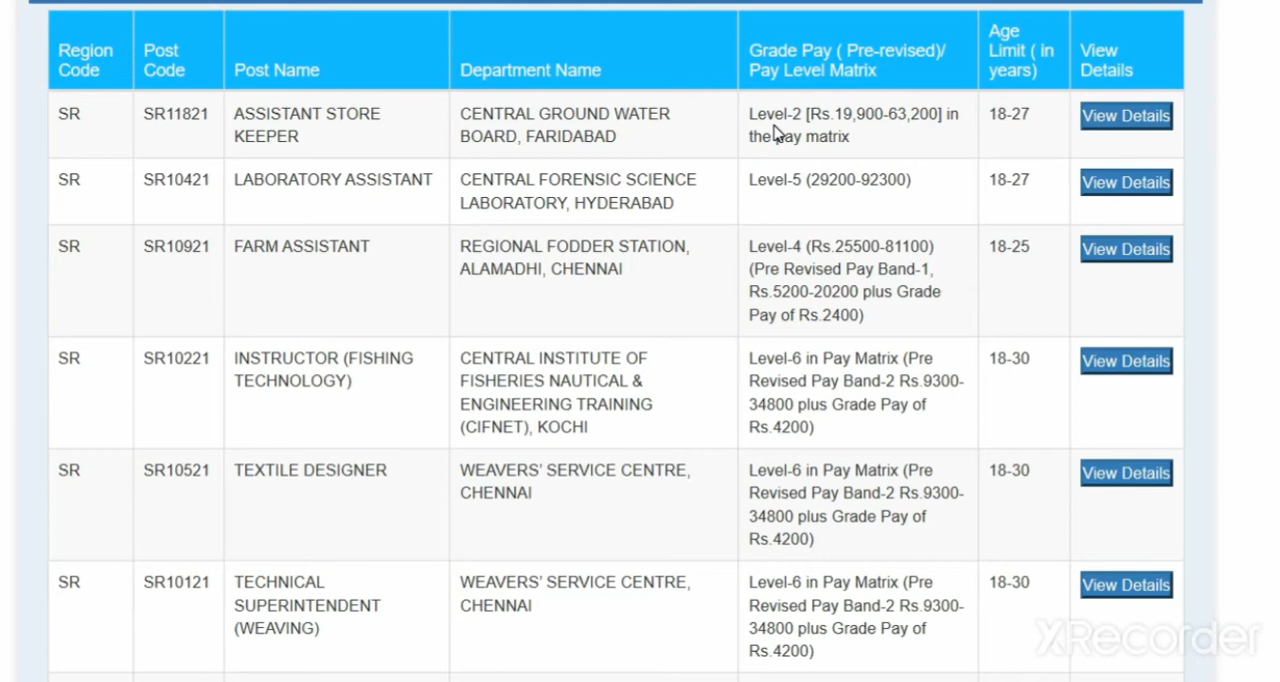 Region Code
Post Code
Post Name
Department Name
Grade Pay ( Pre-revised)/
Pay Level Matrix
Age
Limit ( in
years)
View
Details
SR
SR11821
ASSISTANT STORE
KEEPER
CENTRAL GROUND WATER
BOARD, FARIDABAD
Level-2 [Rs.19,900-63,200] in
the pay matrix
18-27
View Details
SR
SR10421
LABORATORY ASSISTANT
CENTRAL FORENSIC SCIENCE
LABORATORY, HYDERABAD
Level-5 (29200-92300)
18-27
View Details
SR
SR10921
FARM ASSISTANT
REGIONAL FODDER STATION,
ALAMADHI, CHENNAI
Level-4 (Rs.25500-81100)
(Pre Revised Pay Band-1,
Rs.5200-20200 plus Grade
Pay of Rs.2400)
18-25
View Details
SR
SR10221
INSTRUCTOR (FISHING
TECHNOLOGY)
CENTRAL INSTITUTE OF
FISHERIES NAUTICAL &
ENGINEERING TRAINING
(CIFNET), KOCHI
Level-6 in Pay Matrix (Pre
Revised Pay Band-2 Rs.9300-
34800 plus Grade Pay of
Rs.4200)
18-30
View Details
SR
SR10521
TEXTILE DESIGNER
WEAVERS' SERVICE CENTRE,
CHENNAI
Level-6 in Pay Matrix (Pre
Revised Pay Band-2 Rs.9300-
34800 plus Grade Pay of
Rs.4200)
18-30
View Details
SR
SR10121
TECHNICAL
SUPERINTENDENT
(WEAVING)
WEAVERS' SERVICE CENTRE,
CHENNAI
Level-6 in Pay Matrix (Pre
Revised Pay Band-2 Rs.9300-
34800 plus Grade Pay of
Rs.4200)
18-30
View Details
XRecorder